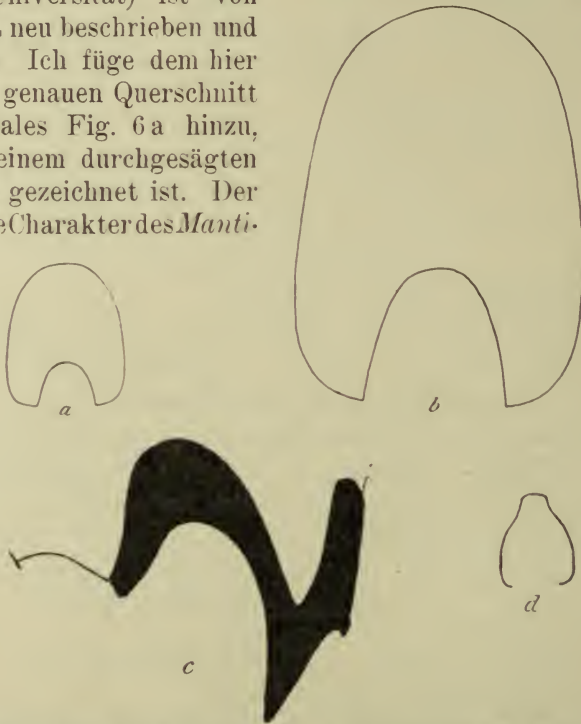 neu beschrieben und
Ich füge dem hier
genauen Querschnitt
ales Fig. 6a hinzu,
einem durchgesägten
gezeichnet ist. Der
eCharakter des Manti-
a
b
c
d